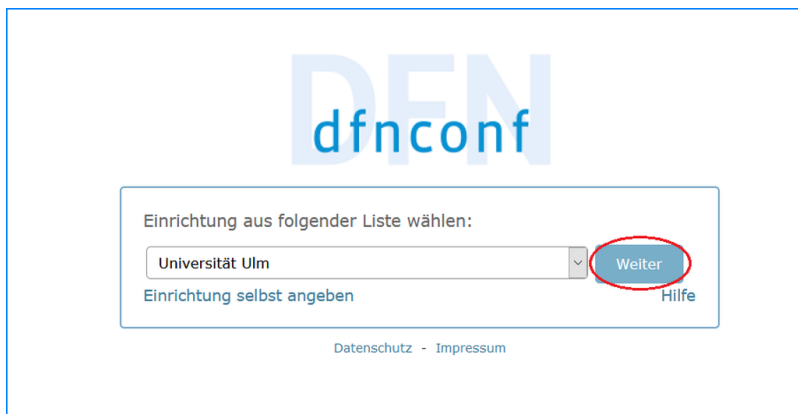 DFN
dfnconf
Einrichtung aus folgender Liste wählen:
Universität Ulm
Weiter
Einrichtung selbst angeben
Hilfe
Datenschutz - Impressum